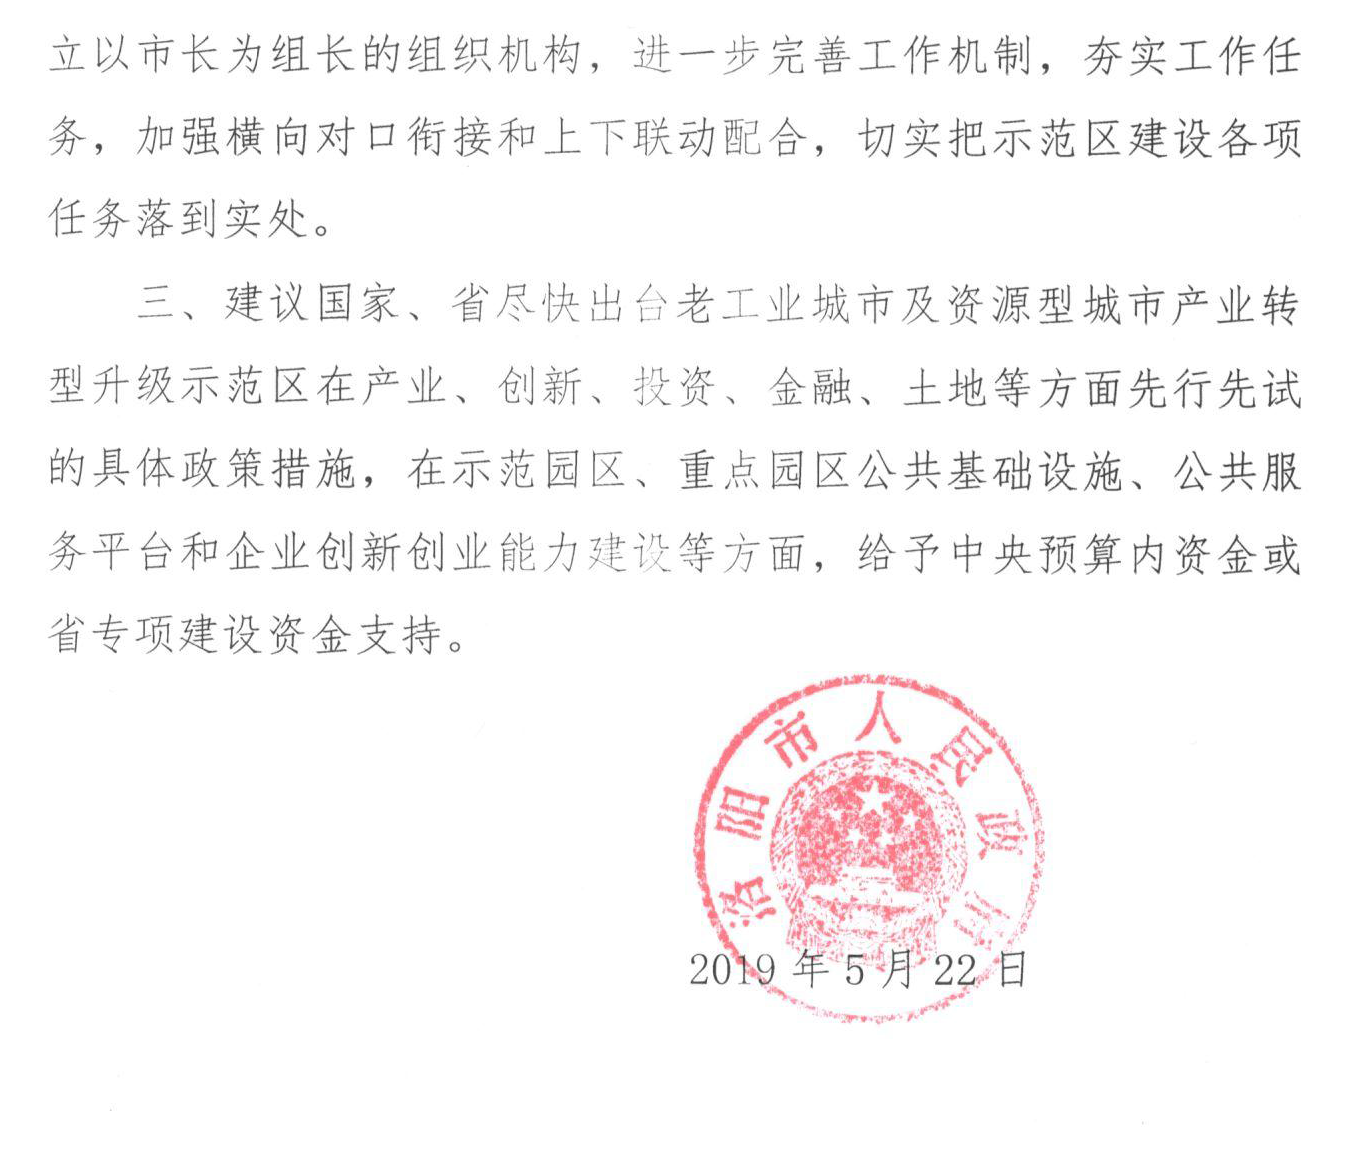 立以市长为组长的组织机构，进一步完善工作机制，夯实工作任
务，加强横向对口衔接和上下联动配合，切实把示范区建设各项
任务落到实处。
三、建议国家、省尽快出台老工业城市及资源型城市产业转
型升级示范区在产业、创新、投资、金融、土地等方面先行先试
的具体政策措施，在示范园区、重点园区公共基础设施、公共服
务平台和企业创新创业能力建设等方面，给予中央预算内资金或
省专项建设资金支持。
洛阳市人民政府
2019年5月22日